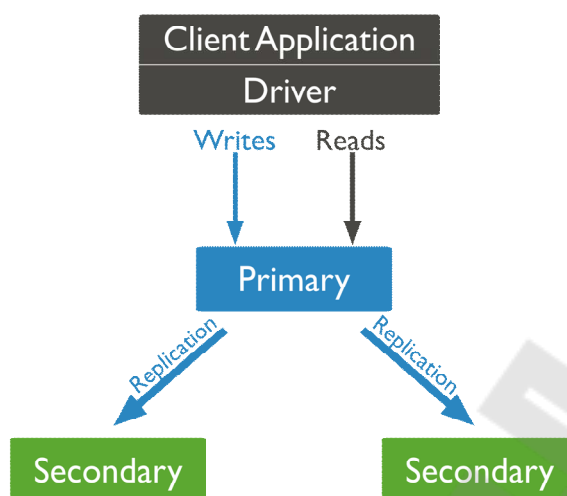 Client Application
Driver
Writes Reads
Primary
Replication Replication
Secondary Secondary